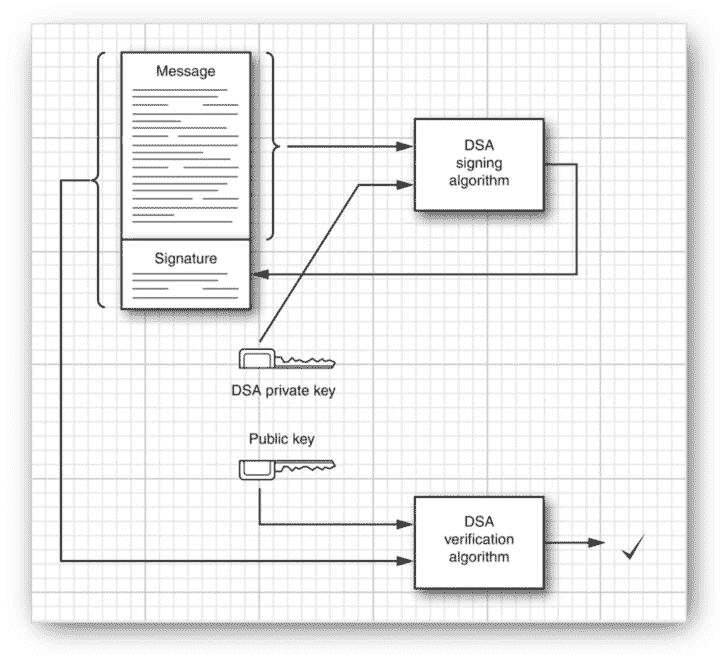 Message
DSA
signing
algorithm
Signature
DSA private key
Public key
DSA
verification
algorithm